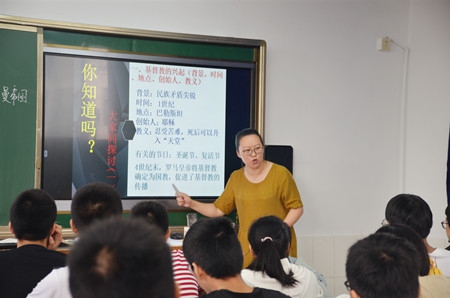 你知道吗？
一、基督教的兴起（背景，时间
、地点、创始人、教义）
背景：民族矛盾尖锐
时间：1世纪
地点：巴勒斯坦
创始人：耶稣
教义：忍受苦难，死后可以升
入“天堂”
有关的节日：圣诞节、复活节
4世纪末，罗马皇帝将基督教
确定为国教，促进了基督教的
传播